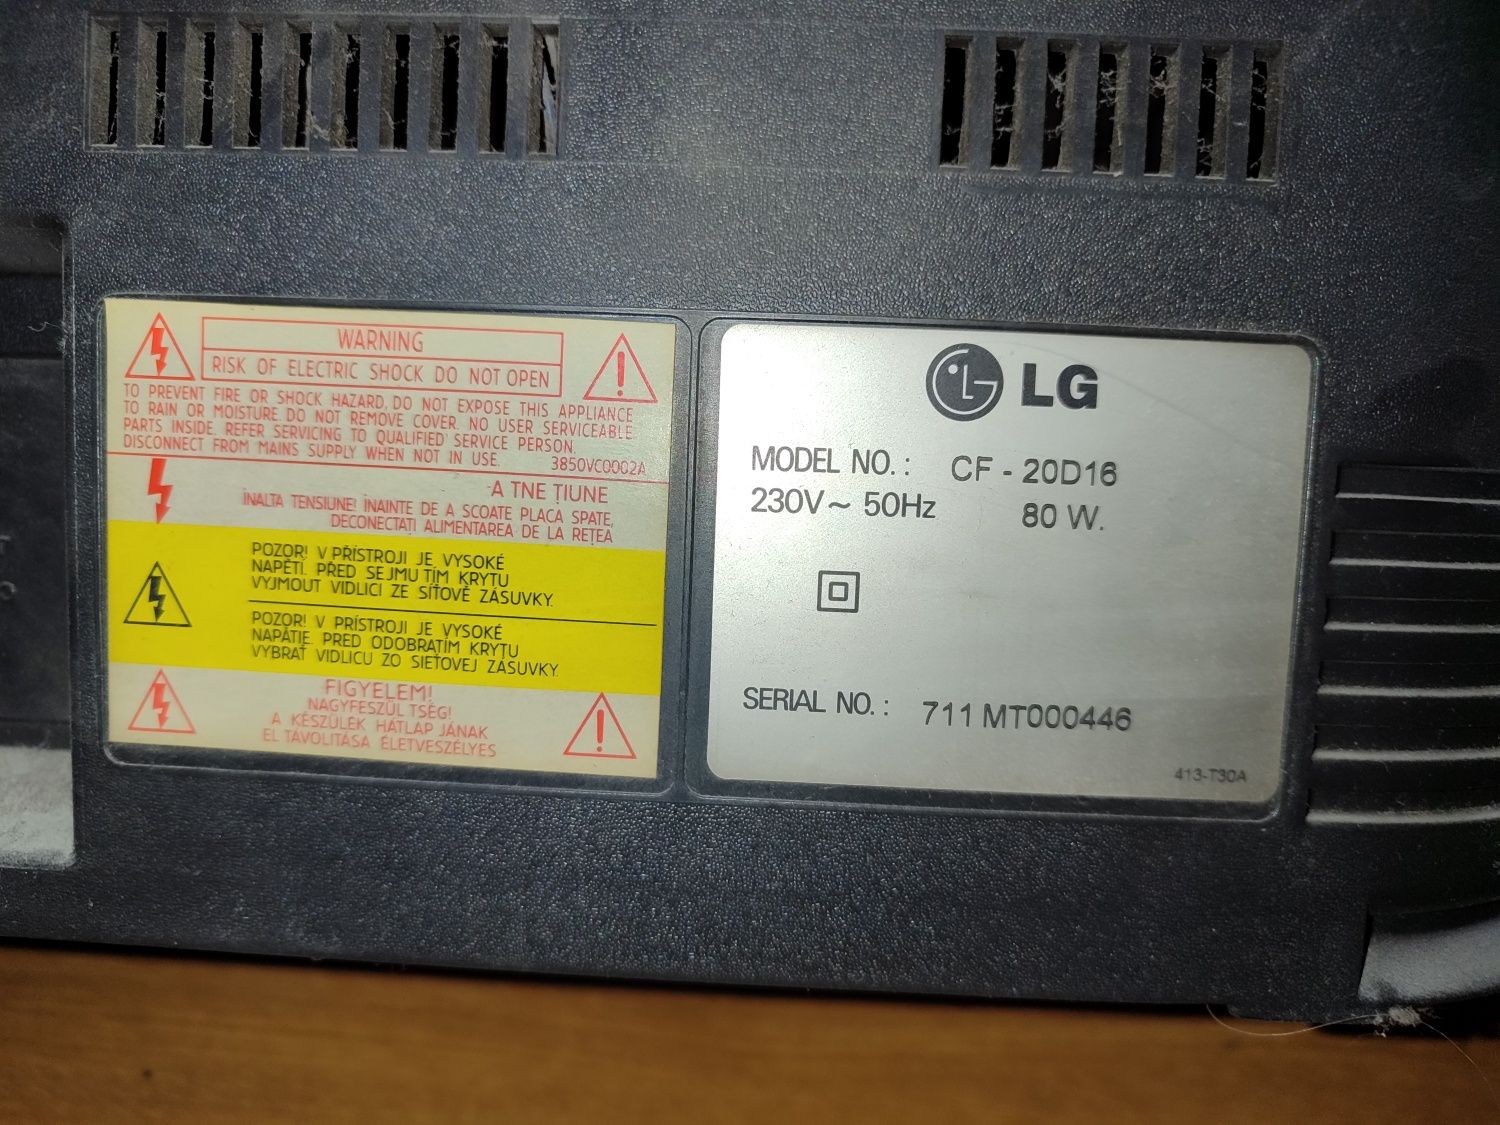 WARNING
RISK OF ELECTRIC SHOCK DO NOT OPEN
TO PREVENT FIRE OR SHOCK HAZARD, DO NOT EXPOSE THIS APPLIANCE
TO RAIN OR MOISTURE DO NOT REMOVE COVER. NO USER SERVICEABLE
PARTS INSIDE. REFER SERVICING TO QUALIFIED SERVICE PERSON.
DISCONNECT FROM MAINS SUPPLY WHEN NOT IN USE. 3850VC0002A
A TNE ȚIUNE
ÎNALTA TENSIUNE! ÎNAINTE DE A SCOATE PLACA SPATE,
DECONECTAȚI ALIMENTAREA DE LA REȚEA
POZOR! V PŘÍSTROJI JE VYSOKÉ
NAPĚTÍ. PŘED SEJMU TÍM KRYTU
VYJMOUT VIDLICI ZE SÍŤOVÉ ZÁSUVKY.
POZOR! V PRÍSTROJI JE VYSOKÉ
NAPÁTIE. PRED ODOBRATÍM KRYTU
VYBRAŤ VIDLICU ZO SIEŤOVEJ ZÁSUVKY.
FIGYELEM!
NAGYFESZÜL TSÉG!
A KÉSZÜLEK HÁTLAP JÁNAK
EL TÁVOLITÁSA ÉLETVESZÉLYES
LG
MODEL NO.: CF - 20D16
230V~ 50Hz 80 W.
SERIAL NO.: 711 MT000446
413-T30A